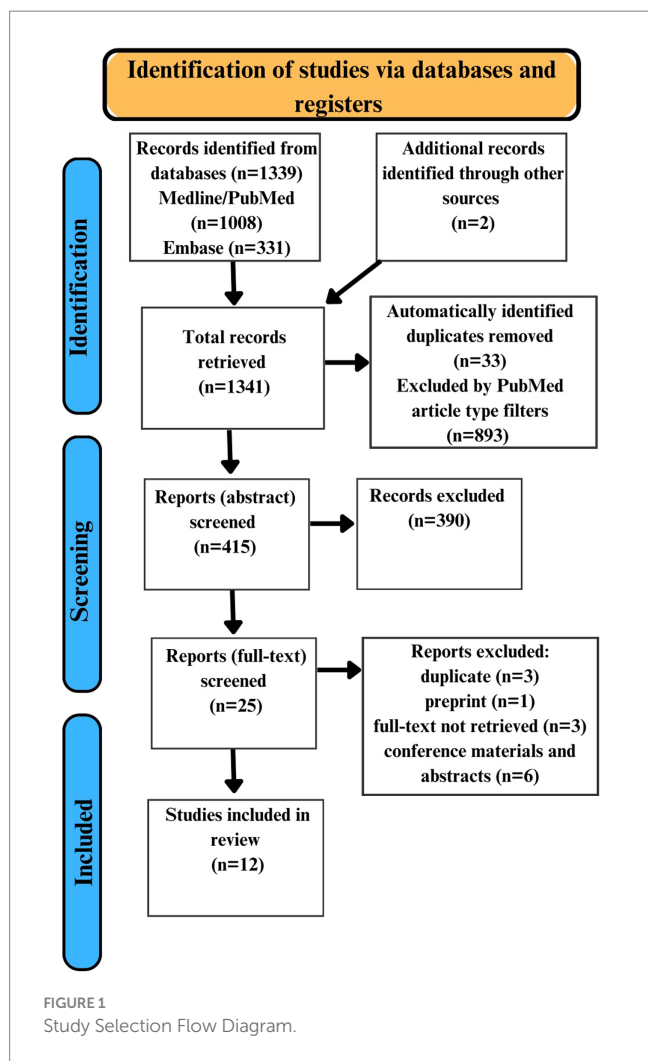 Identification of studies via databases and
registers
Identification
Records identified from
databases (n=1339)
Medline/PubMed
(n=1008)
Embase (n=331)
Additional records
identified through other
sources
(n=2)
Total records
retrieved
(n=1341)
Automatically identified
duplicates removed
(n=33)
Excluded by PubMed
article type filters
(n=893)
Screening
Reports (abstract)
screened
(n=415)
Records excluded
(n=390)
Reports (full-text)
screened
(n=25)
Reports excluded:
duplicate (n=3)
preprint (n=1)
full-text not retrieved (n=3)
conference materials and
abstracts (n=6)
Included
Studies included in
review
(n=12)
FIGURE 1
Study Selection Flow Diagram.